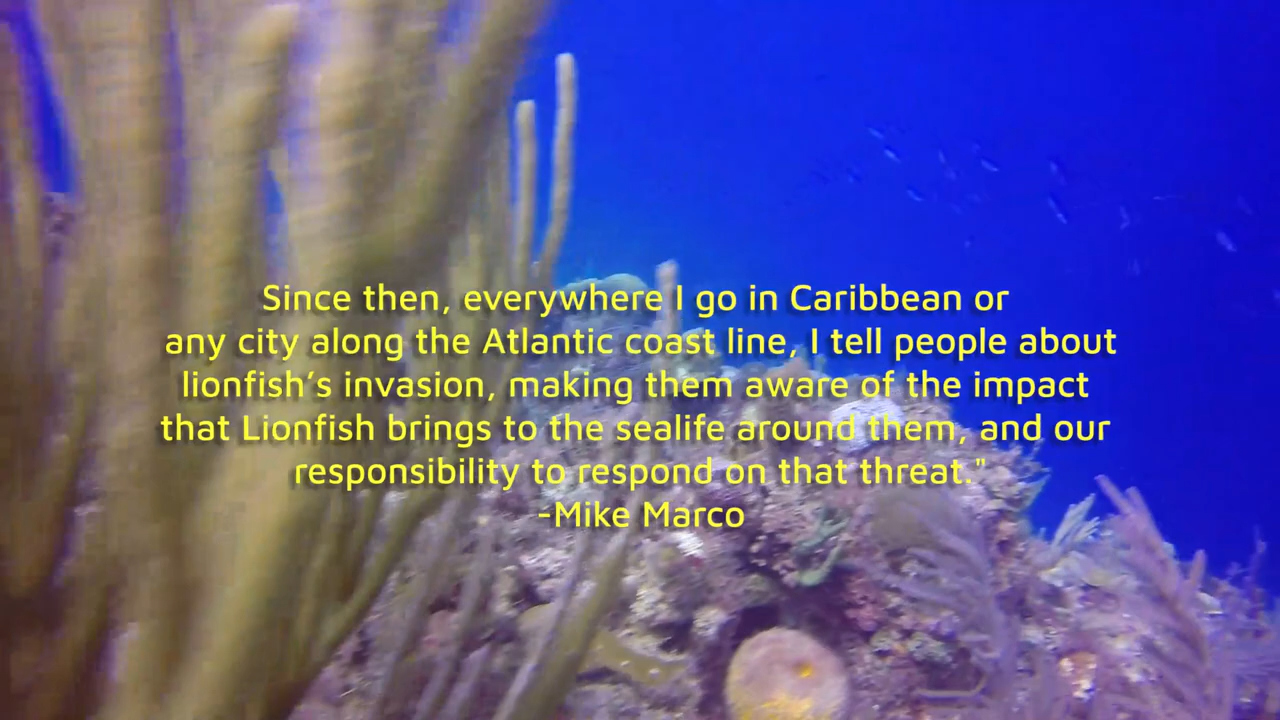 Since then, everywhere I go in Caribbean or
any city along the Atlantic coast line, I tell people about
lionfish’s invasion, making them aware of the impact
that Lionfish brings to the sealife around them, and our
responsibility to respond on that threat."
-Mike Marco